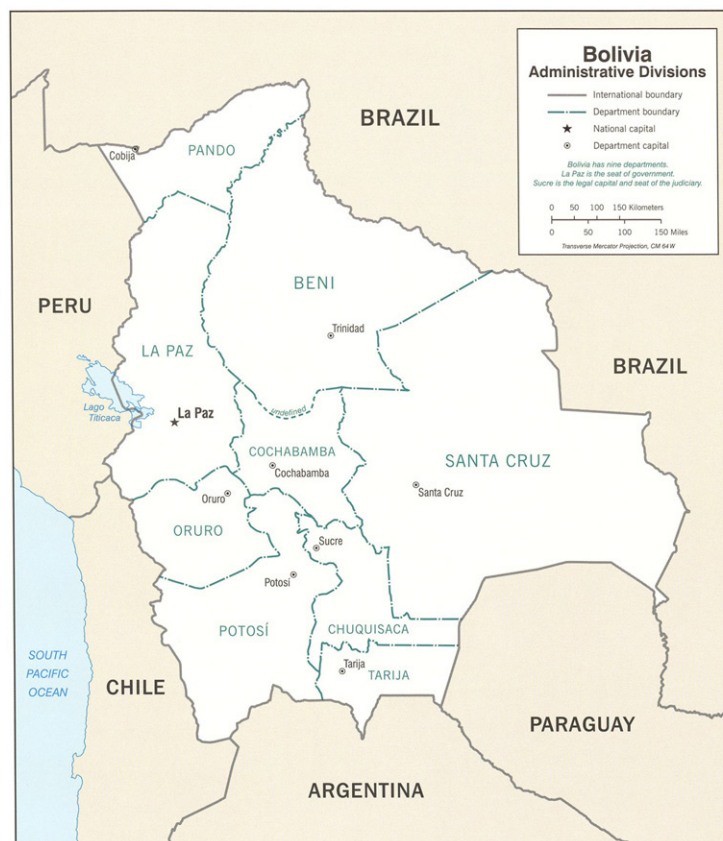 Bolivia
Administrative Divisions
International boundary
Department boundary
National capital
Department capital
Bolivia has nine departments.
La Paz is the seat of government.
Sucre is the legal capital and seat of the judiciary.
0 50 100 150 Kilometers
0 50 100 150 Miles
Transverse Mercator Projection, CM 64 W
BRAZIL
Cobija
PANDO
BENI
PERU
Trinidad
LA PAZ
BRAZIL
Lago
Titicaca
La Paz
undefined
COCHABAMBA
Cochabamba
SANTA CRUZ
Santa Cruz
Oruro
ORURO
Sucre
Potosí
POTOSÍ
CHUQUISACA
SOUTH
PACIFIC
OCEAN
Tarija
TARIJA
CHILE
PARAGUAY
ARGENTINA